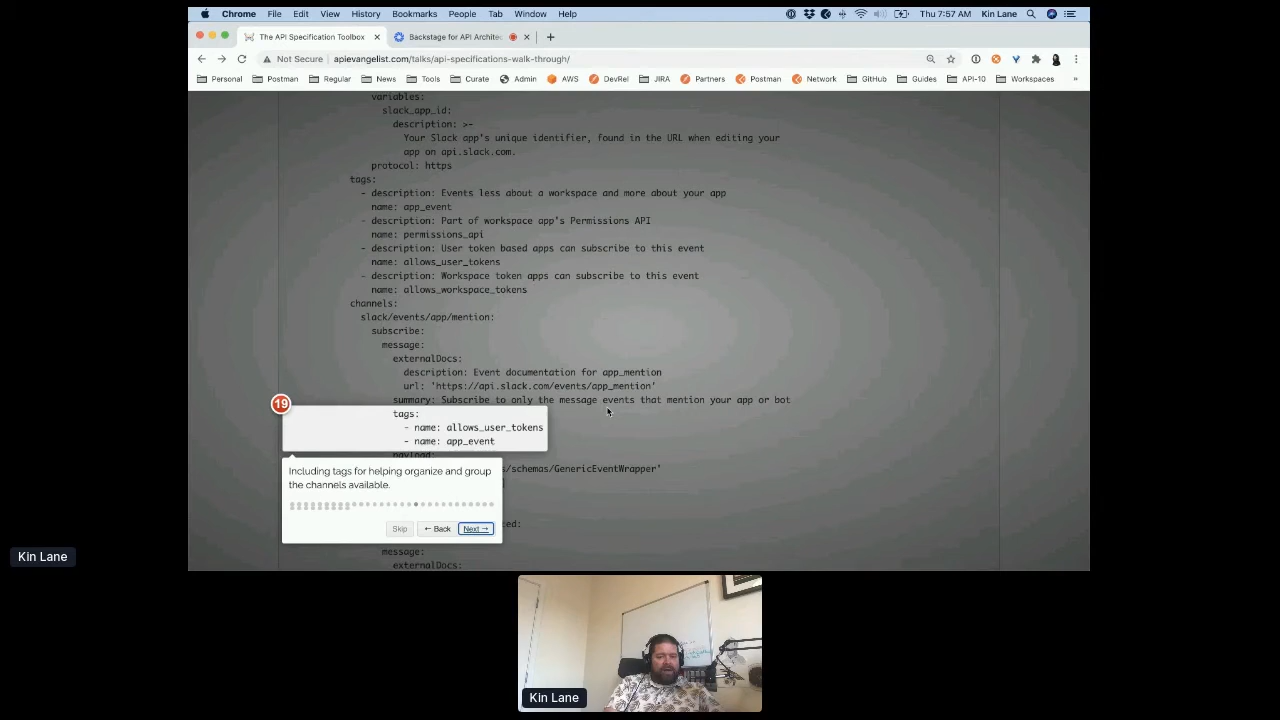 Chrome File Edit View History Bookmarks People Tab Window Help Thu 7:57 AM Kin Lane
The API Specification Toolbox Backstage for API Architec
Not Secure apievangelist.com/talks/api-specifications-walk-through/
Personal Postman Regular News Tools Curate Admin AWS DevRel JIRA Partners Postman Network GitHub Guides API-10 Workspaces »
variables:
slack_app_id:
description: >-
Your Slack app's unique identifier, found in the URL when editing your
app on api.slack.com.
protocol: https
tags:
- description: Events less about a workspace and more about your app
name: app_event
- description: Part of workspace app's Permissions API
name: permissions_api
- description: User token based apps can subscribe to this event
name: allows_user_tokens
- description: Workspace token apps can subscribe to this event
name: allows_workspace_tokens
channels:
slack/events/app/mention:
subscribe:
message:
externalDocs:
description: Event documentation for app_mention
url: 'https://api.slack.com/events/app_mention'
summary: Subscribe to only the message events that mention your app or bot
19
tags:
- name: allows_user_tokens
- name: app_event
payload:
s/schemas/GenericEventWrapper'
Including tags for helping organize and group
the channels available.
ed:
Skip ← Back Next →
message:
externalDocs:
Kin Lane
Kin Lane